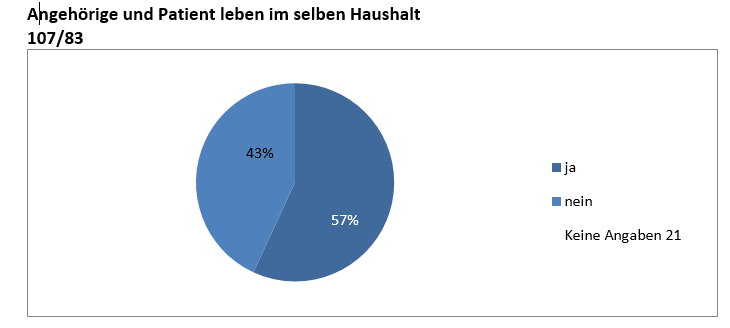 Angehörige und Patient leben im selben Haushalt
107/83
43%
57%
ja
nein
Keine Angaben 21